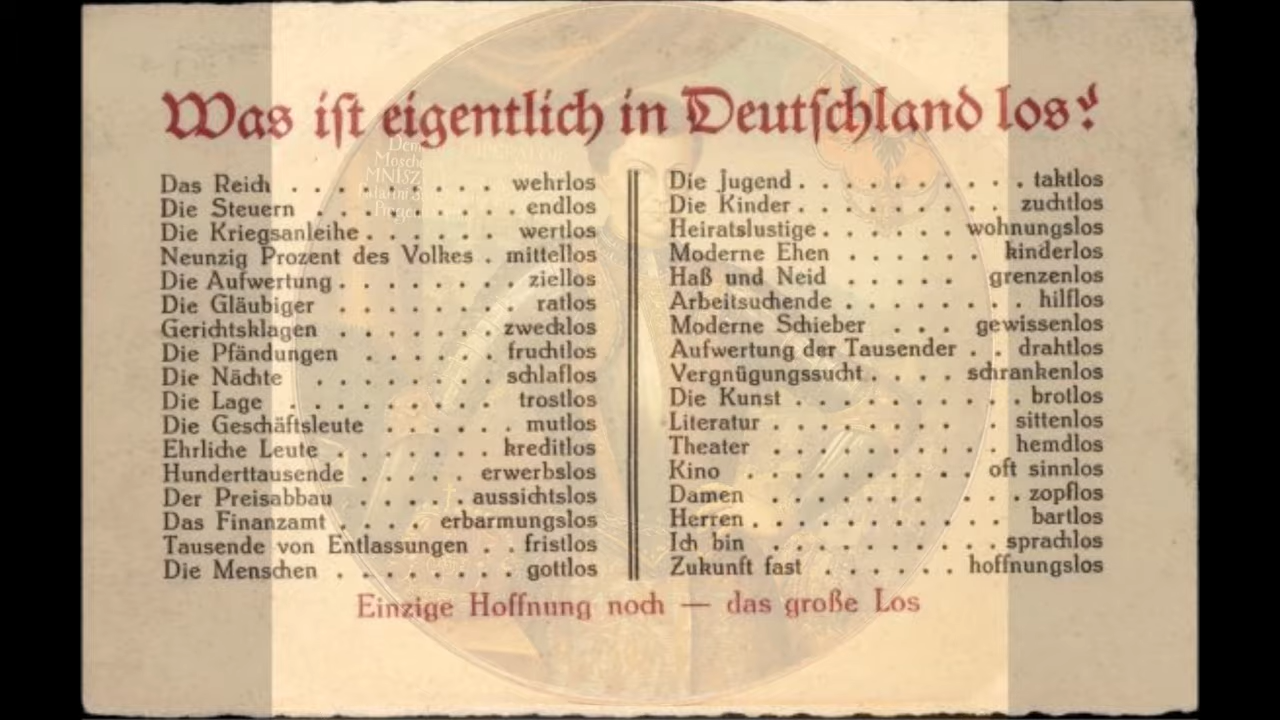 Was ist eigentlich in Deutschland los?
Das Reich . . . . . . . . . wehrlos
Die Steuern . . . . . . . . . endlos
Die Kriegsanleihe . . . . . . wertlos
Neunzig Prozent des Volkes . mittellos
Die Aufwertung . . . . . . . . ziellos
Die Gläubiger . . . . . . . . ratlos
Gerichtsklagen . . . . . . . zwecklos
Die Pfändungen . . . . . . fruchtlos
Die Nächte . . . . . . . . schlaflos
Die Lage . . . . . . . . . trostlos
Die Geschäftsleute . . . . . . mutlos
Ehrliche Leute . . . . . . . kreditlos
Hunderttausende . . . . . erwerbslos
Der Preisabbau . . . . . aussichtslos
Das Finanzamt . . . . erbarmungslos
Tausende von Entlassungen . . fristlos
Die Menschen . . . . . . . . gottlos
Die Jugend . . . . . . . . . . taktlos
Die Kinder . . . . . . . . . . zuchtlos
Heiratslustige . . . . . . wohnungslos
Moderne Ehen . . . . . . kinderlos
Haß und Neid . . . . . . grenzenlos
Arbeitsuchende . . . . . . . . hilflos
Moderne Schieber . . . gewissenlos
Aufwertung der Tausender . . drahtlos
Vergnügungssucht . . . . schrankenlos
Die Kunst . . . . . . . . . . brotlos
Literatur . . . . . . . . . sittenlos
Theater . . . . . . . . . hemdlos
Kino . . . . . . . . . oft sinnlos
Damen . . . . . . . . . . zopflos
Herren . . . . . . . . . . bartlos
Ich bin . . . . . . . . . sprachlos
Zukunft fast . . . . . . hoffnungslos
Einzige Hoffnung noch — das große Los